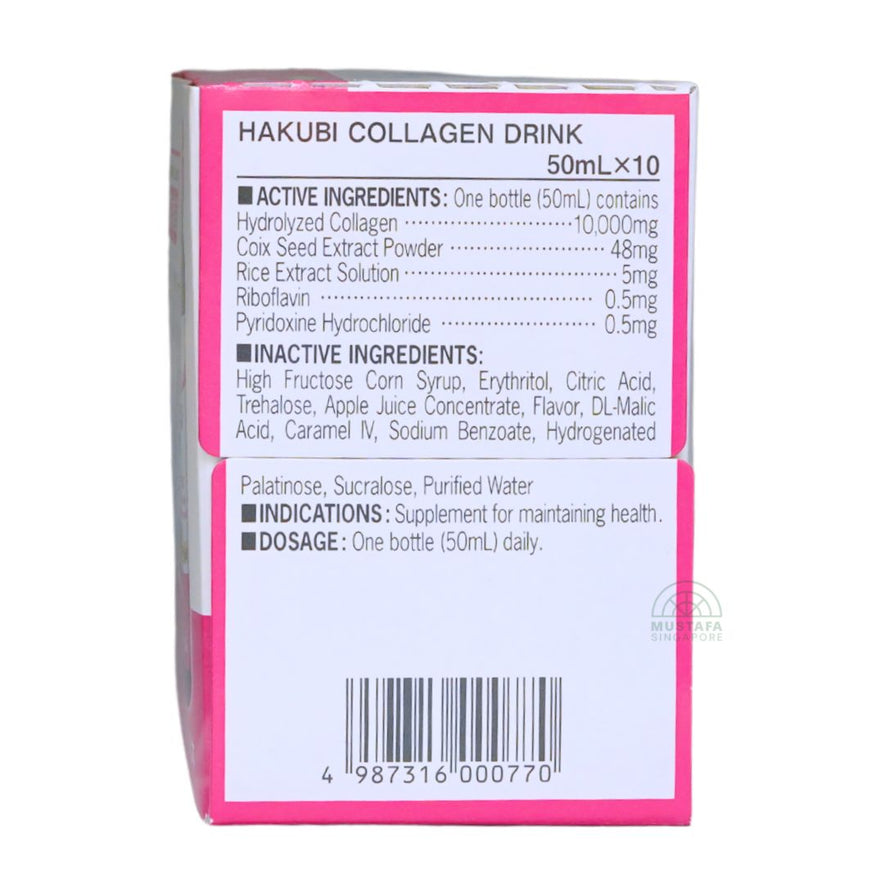 HAKUBI COLLAGEN DRINK
50mL×10
■ACTIVE INGREDIENTS: One bottle (50mL) contains
Hydrolyzed Collagen ·····················10,000mg
Coix Seed Extract Powder ···················· 48mg
Rice Extract Solution ··························· 5mg
Riboflavin ··································· 0.5mg
Pyridoxine Hydrochloride ···················· 0.5mg
■INACTIVE INGREDIENTS:
High Fructose Corn Syrup, Erythritol, Citric Acid,
Trehalose, Apple Juice Concentrate, Flavor, DL-Malic
Acid, Caramel IV, Sodium Benzoate, Hydrogenated
Palatinose, Sucralose, Purified Water
■INDICATIONS: Supplement for maintaining health.
■DOSAGE: One bottle (50mL) daily.
MUSTAFA
SINGAPORE
4 987316 000770